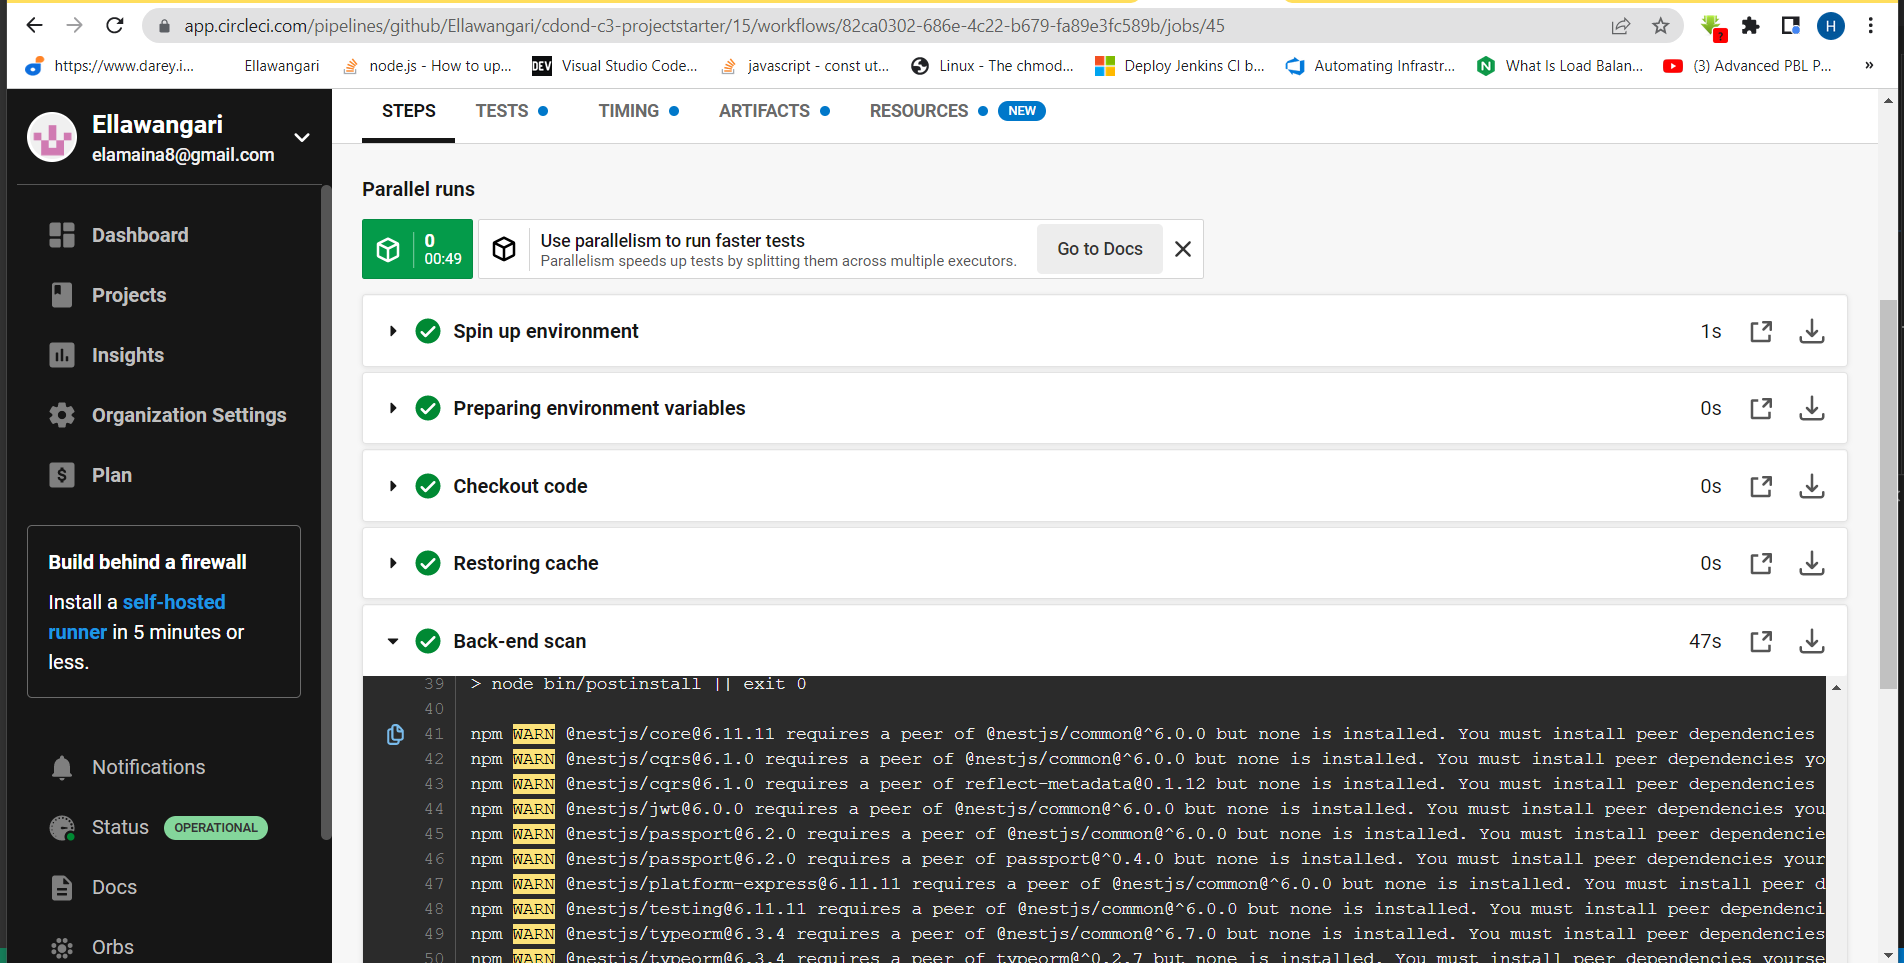 app.circleci.com/pipelines/github/Ellawangari/cdond-c3-projectstarter/15/workflows/82ca0302-686e-4c22-b679-fa89e3fc589b/jobs/45
H
https://www.darey.i... Ellawangari node.js - How to up... DEV Visual Studio Code... javascript - const ut... Linux - The chmod... Deploy Jenkins CI b... Automating Infrastr... N What Is Load Balan... (3) Advanced PBL P... »
Ellawangari
elamaina8@gmail.com
Dashboard
Projects
Insights
Organization Settings
Plan
Build behind a firewall
Install a self-hosted
runner in 5 minutes or
less.
Notifications
Status OPERATIONAL
Docs
Orbs
STEPS TESTS TIMING ARTIFACTS RESOURCES NEW
Parallel runs
0
00:49
Use parallelism to run faster tests
Parallelism speeds up tests by splitting them across multiple executors.
Go to Docs
Spin up environment 1s
Preparing environment variables 0s
Checkout code 0s
Restoring cache 0s
Back-end scan 47s
39 > node bin/postinstall || exit 0
40
41 npm WARN @nestjs/core@6.11.11 requires a peer of @nestjs/common@^6.0.0 but none is installed. You must install peer dependencies
42 npm WARN @nestjs/cqrs@6.1.0 requires a peer of @nestjs/common@^6.0.0 but none is installed. You must install peer dependencies yo
43 npm WARN @nestjs/cqrs@6.1.0 requires a peer of reflect-metadata@0.1.12 but none is installed. You must install peer dependencies
44 npm WARN @nestjs/jwt@6.0.0 requires a peer of @nestjs/common@^6.0.0 but none is installed. You must install peer dependencies you
45 npm WARN @nestjs/passport@6.2.0 requires a peer of @nestjs/common@^6.0.0 but none is installed. You must install peer dependencie
46 npm WARN @nestjs/passport@6.2.0 requires a peer of passport@^0.4.0 but none is installed. You must install peer dependencies your
47 npm WARN @nestjs/platform-express@6.11.11 requires a peer of @nestjs/common@^6.0.0 but none is installed. You must install peer d
48 npm WARN @nestjs/testing@6.11.11 requires a peer of @nestjs/common@^6.0.0 but none is installed. You must install peer dependenci
49 npm WARN @nestjs/typeorm@6.3.4 requires a peer of @nestjs/common@^6.7.0 but none is installed. You must install peer dependencies
50 npm WARN @nestjs/typeorm@6.3.4 requires a peer of typeorm@^0.2.7 but none is installed. You must install peer dependencies yourse